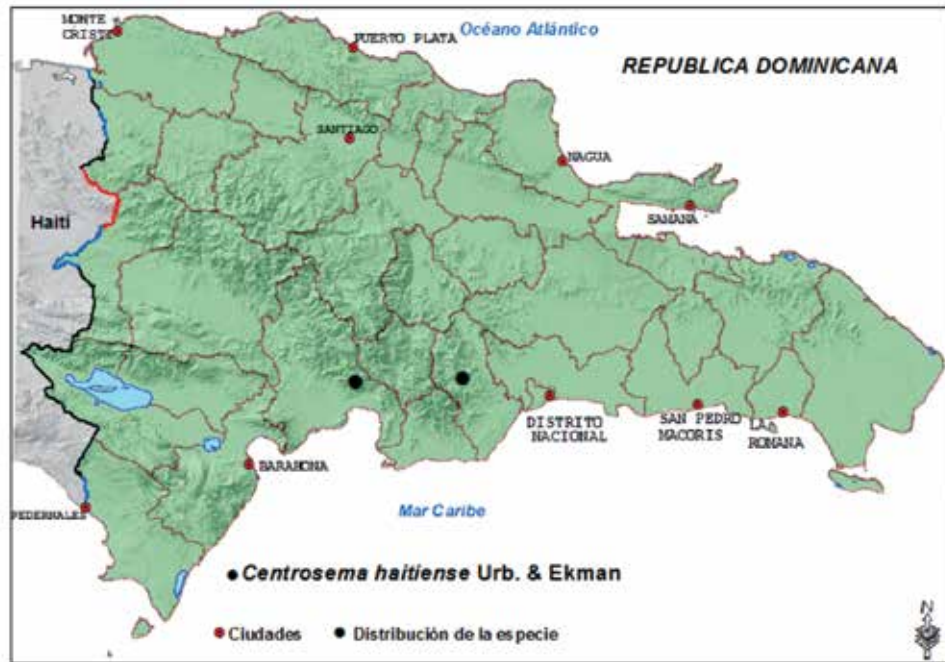 MONTE
CRISTI
PUERTO PLATA
Océano Atlántico
REPUBLICA DOMINICANA
SANTIAGO
NAGUA
SAMANA
Haití
DISTRITO
NACIONAL
SAN PEDRO
MACORIS
LA
ROMANA
BARAHONA
PEDERNALES
Mar Caribe
Centrosema haitiense Urb. & Ekman
Ciudades
Distribución de la especie
N